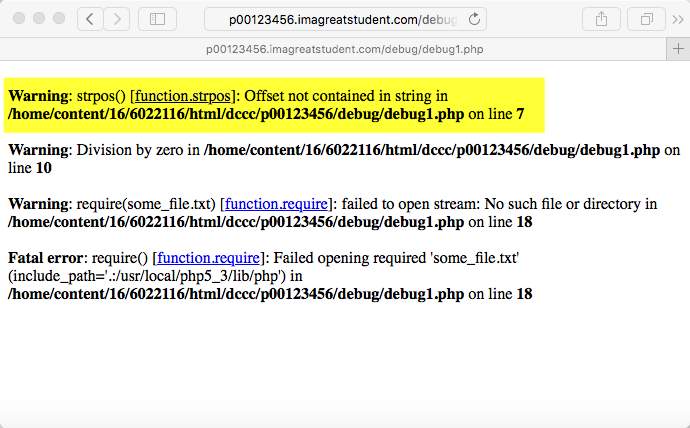 p00123456.imagreatstudent.com/debug
p00123456.imagreatstudent.com/debug/debug1.php
Warning: strpos() [function.strpos]: Offset not contained in string in
/home/content/16/6022116/html/dccc/p00123456/debug/debug1.php on line 7
Warning: Division by zero in /home/content/16/6022116/html/dccc/p00123456/debug/debug1.php on
line 10
Warning: require(some_file.txt) [function.require]: failed to open stream: No such file or directory in
/home/content/16/6022116/html/dccc/p00123456/debug/debug1.php on line 18
Fatal error: require() [function.require]: Failed opening required 'some_file.txt'
(include_path='.:/usr/local/php5_3/lib/php') in
/home/content/16/6022116/html/dccc/p00123456/debug/debug1.php on line 18